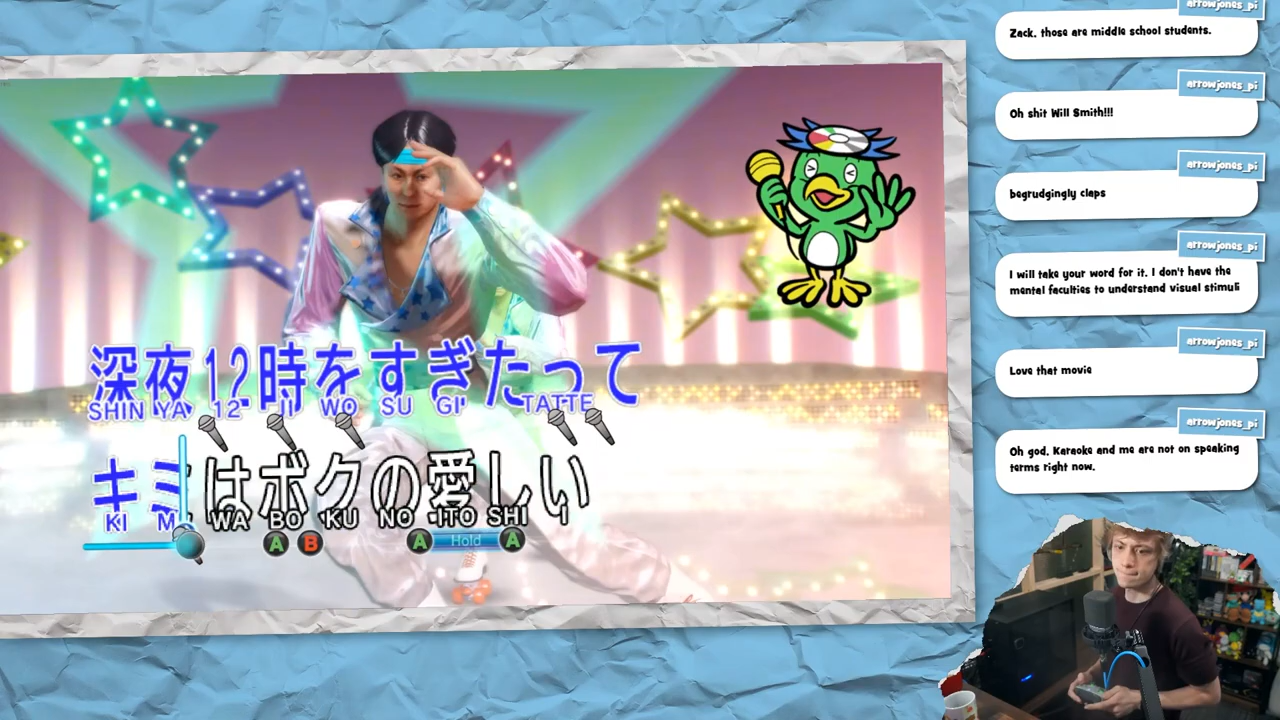 深夜12時をすぎたって
SHIN YA 12 JI WO SU GI TATTE
キミはボクの愛しい
KI MI WA BO KU NO ITO SHI I
A B A Hold A
arrowjones_pi
Zack, those are middle school students.
arrowjones_pi
Oh shit Will Smith!!!
arrowjones_pi
begrudgingly claps
arrowjones_pi
I will take your word for it. I don't have the
mental faculties to understand visual stimuli
arrowjones_pi
Love that movie
arrowjones_pi
Oh god, Karaoke and me are not on speaking
terms right now.